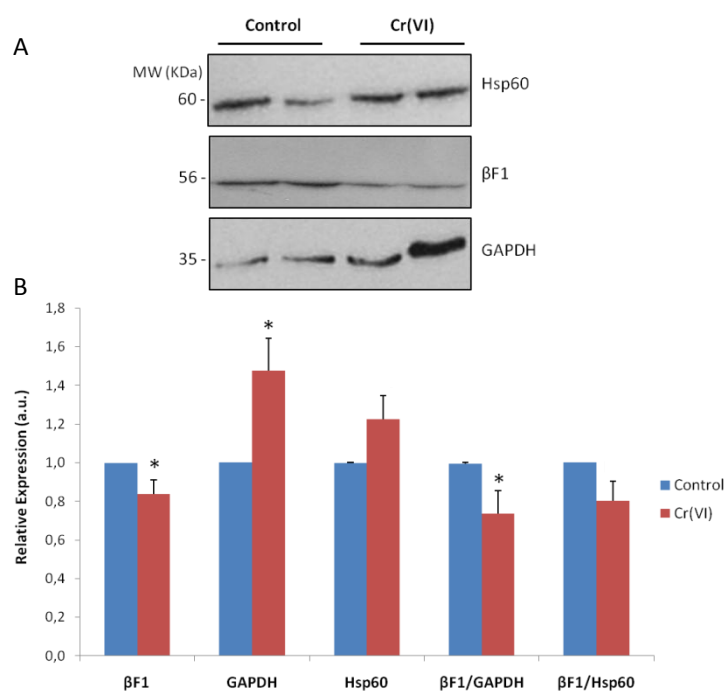 Control Cr(VI)
A
MW (KDa)
60 - Hsp60
56 - βF1
35 - GAPDH
B
1,8
1,6
1,4
1,2
1,0
0,8
0,6
0,4
0,2
0,0
Relative Expression (a.u.)
*
*
*
Control
Cr(VI)
βF1 GAPDH Hsp60 βF1/GAPDH βF1/Hsp60